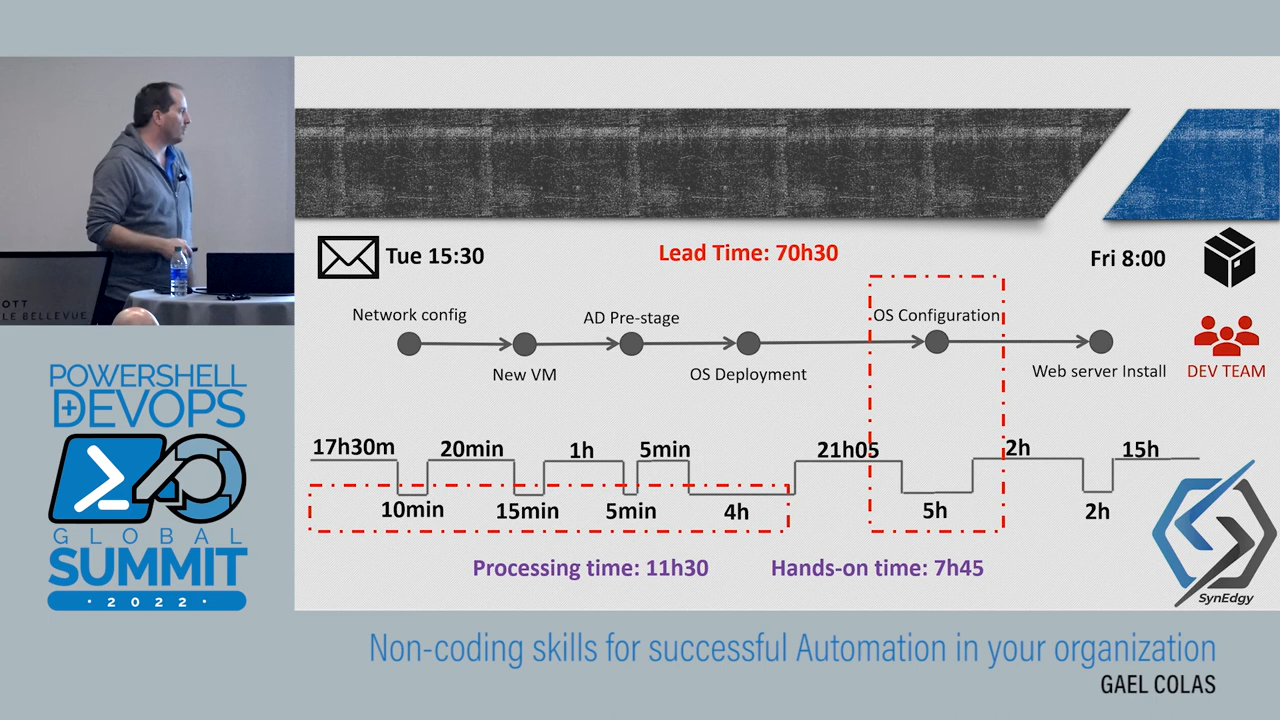 OTT
LE BELLEVUE
POWERSHELL
+DEVOPS
GLOBAL
SUMMIT
· 2022 ·
Tue 15:30
Lead Time: 70h30
Fri 8:00
Network config
AD Pre-stage
OS Configuration
New VM
OS Deployment
Web server Install
DEV TEAM
17h30m
20min
1h
5min
21h05
2h
15h
10min
15min
5min
4h
5h
2h
Processing time: 11h30
Hands-on time: 7h45
SynEdgy
Non-coding skills for successful Automation in your organization
GAEL COLAS